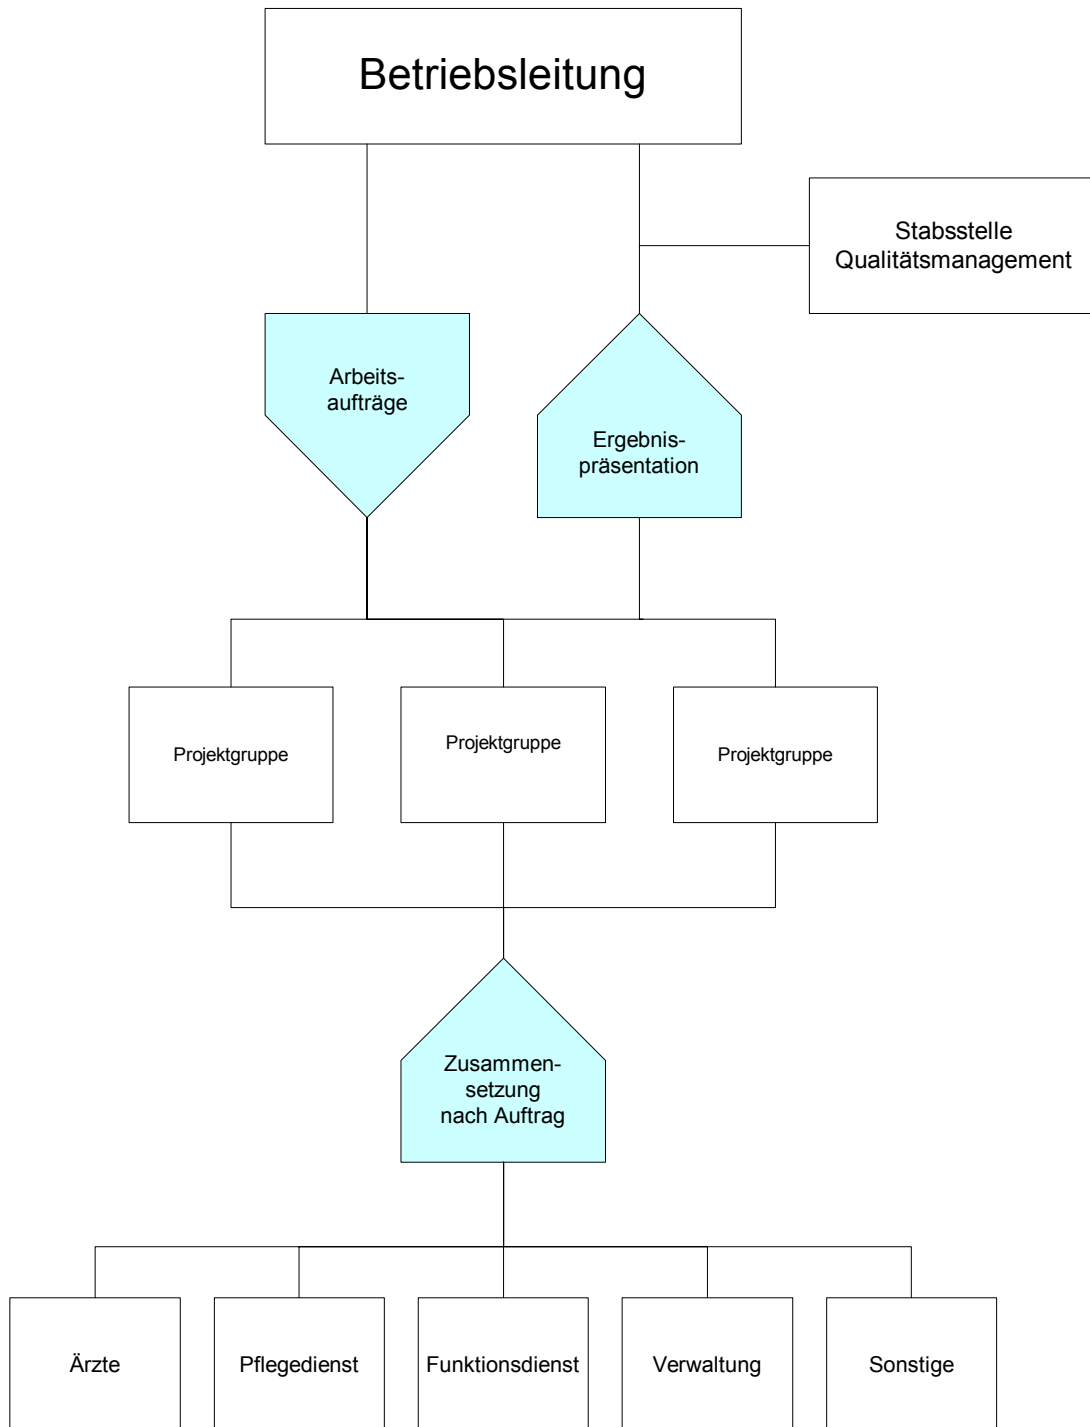 Betriebsleitung
Stabsstelle
Qualitätsmanagement
Arbeits-
aufträge
Ergebnis-
präsentation
Projektgruppe
Projektgruppe
Projektgruppe
Zusammen-
setzung
nach Auftrag
Ärzte
Pflegedienst
Funktionsdienst
Verwaltung
Sonstige